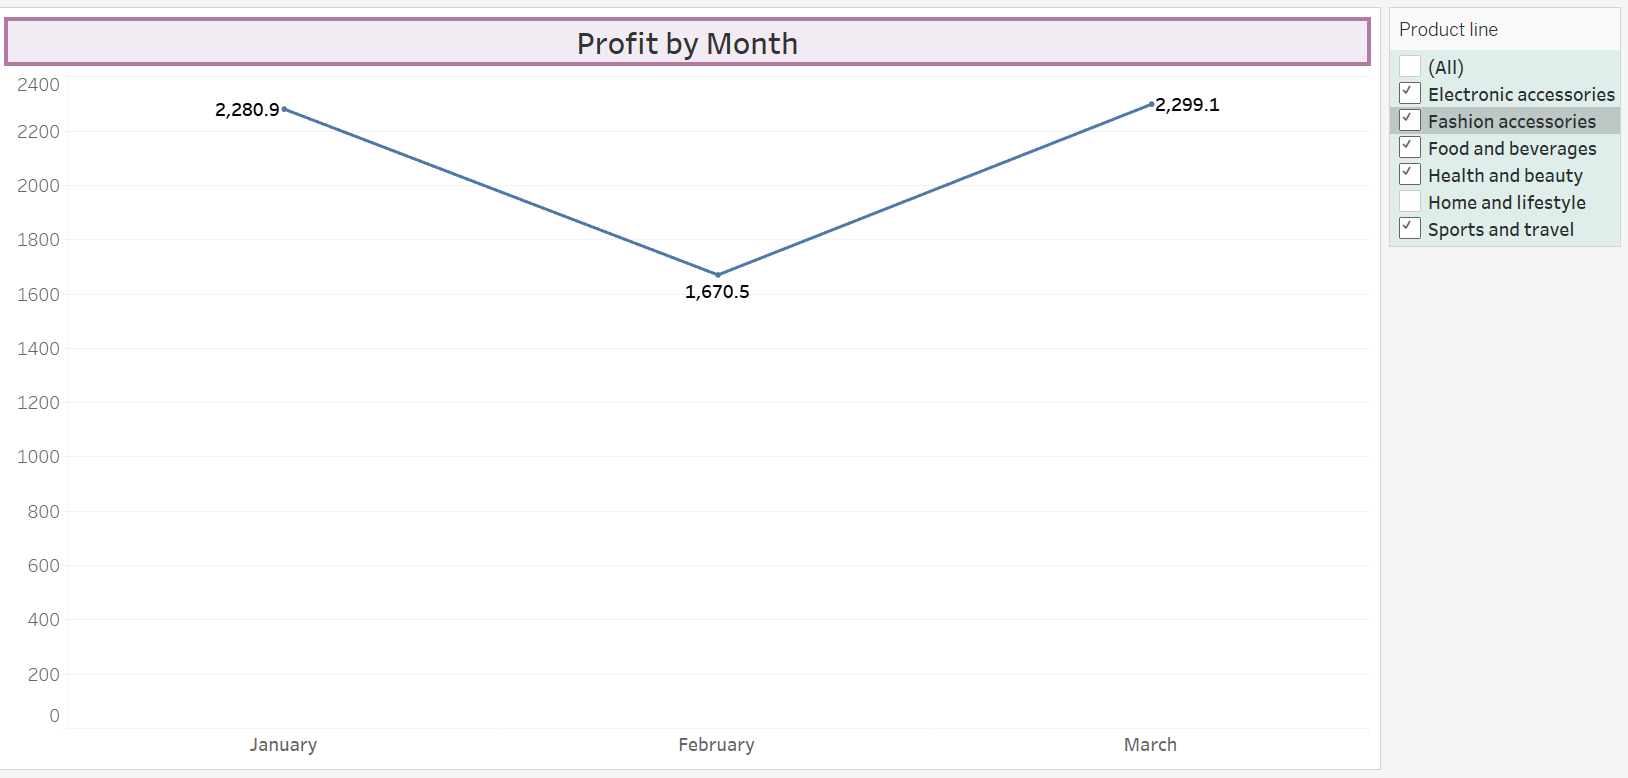 Profit by Month
2400
2200
2000
1800
1600
1400
1200
1000
800
600
400
200
0
2,280.9
1,670.5
2,299.1
January
February
March
Product line
(All)
Electronic accessories
Fashion accessories
Food and beverages
Health and beauty
Home and lifestyle
Sports and travel